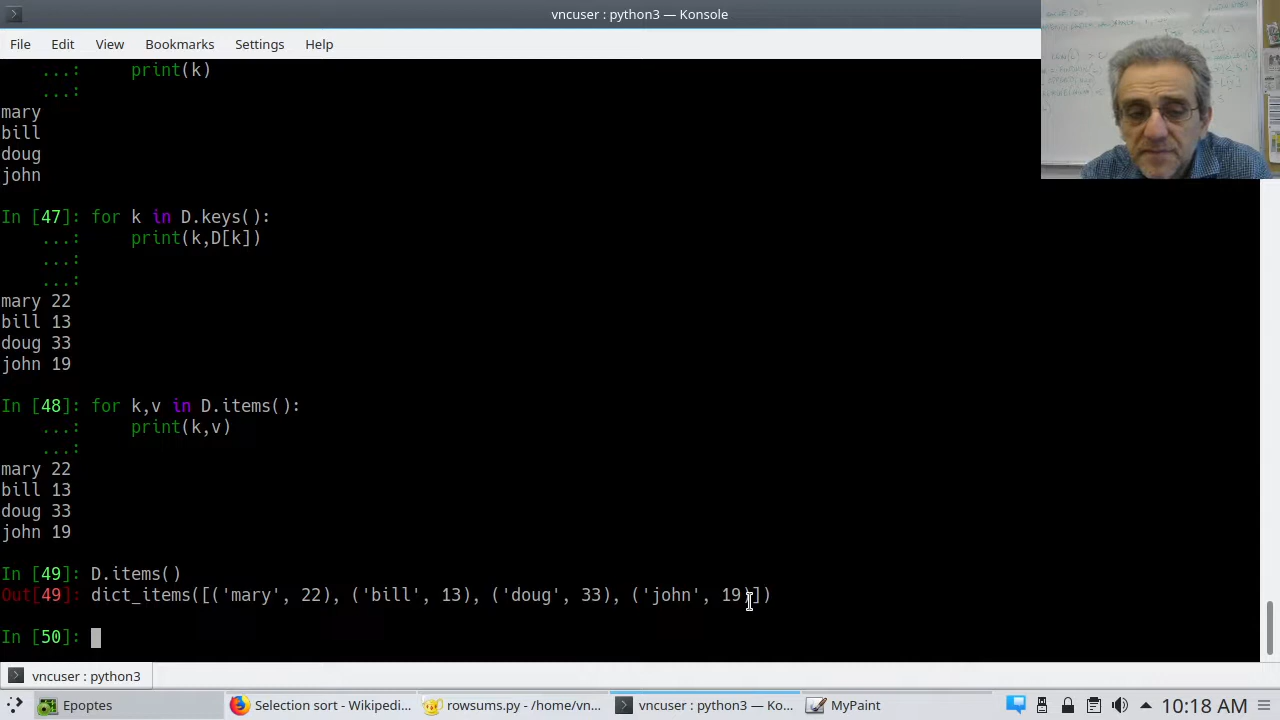 vncuser : python3 — Konsole
File Edit View Bookmarks Settings Help
...: print(k)
...:
mary
bill
doug
john
In [47]: for k in D.keys():
...: print(k,D[k])
...:
...:
mary 22
bill 13
doug 33
john 19
In [48]: for k,v in D.items():
...: print(k,v)
...:
mary 22
bill 13
doug 33
john 19
In [49]: D.items()
Out[49]: dict_items([('mary', 22), ('bill', 13), ('doug', 33), ('john', 19)])
In [50]:
vncuser : python3
Epoptes Selection sort - Wikipedi... rowsums.py - /home/vn... vncuser : python3 — Ko... MyPaint 10:18 AM